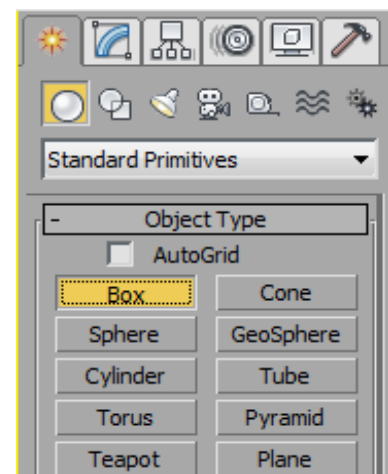 Standard Primitives
- Object Type
AutoGrid
Box Cone
Sphere GeoSphere
Cylinder Tube
Torus Pyramid
Teapot Plane